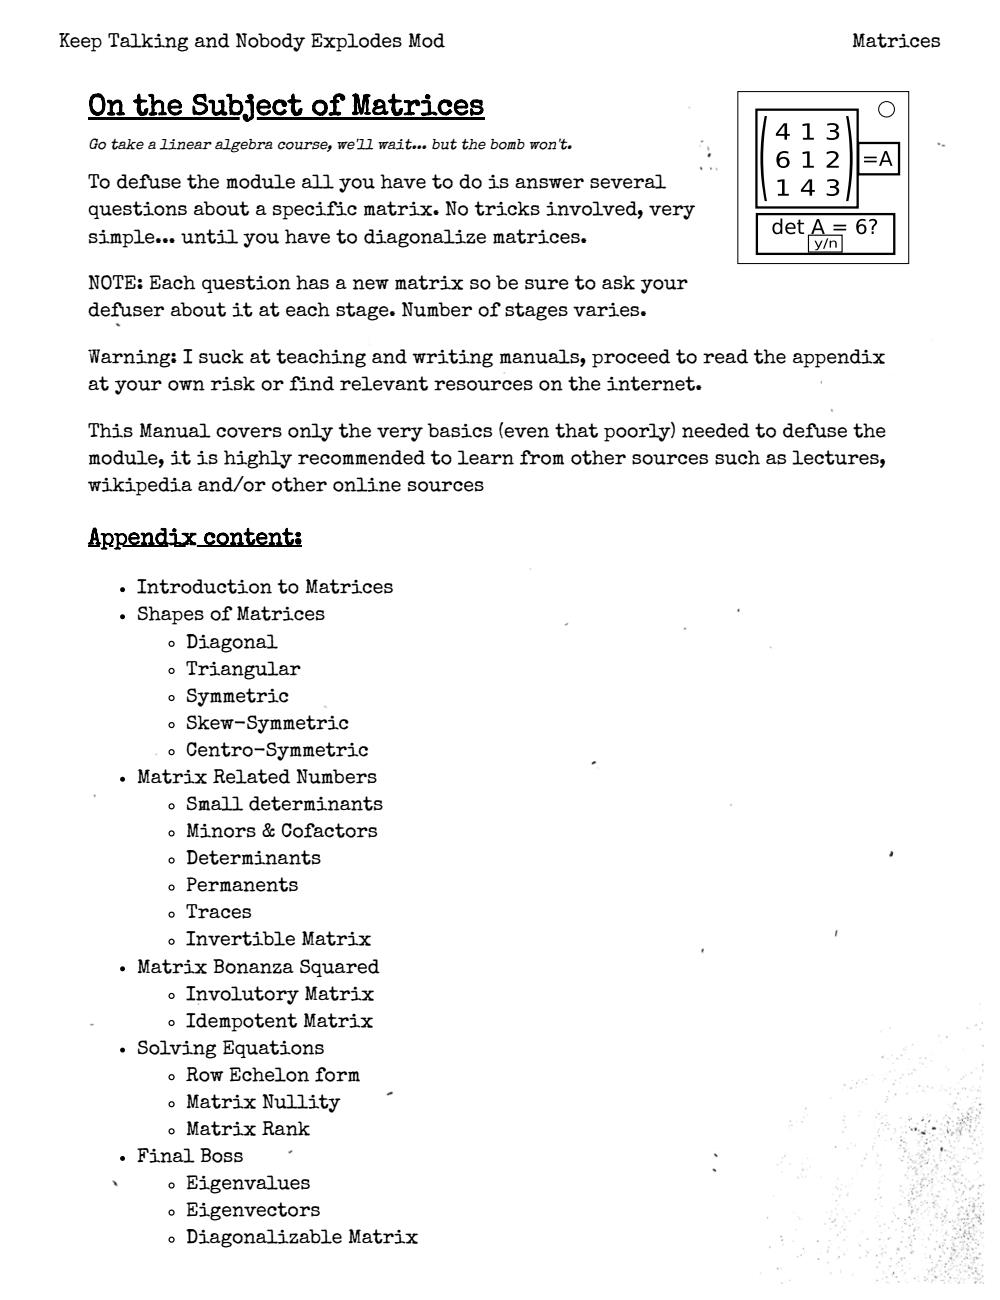 Keep Talking and Nobody Explodes Mod
Matrices
On the Subject of Matrices
Go take a linear algebra course, we'll wait... but the bomb won't.
To defuse the module all you have to do is answer several
questions about a specific matrix. No tricks involved, very
simple... until you have to diagonalize matrices.
4 1 3
6 1 2
1 4 3
=A
det A = 6?
y/n
NOTE: Each question has a new matrix so be sure to ask your
defuser about it at each stage. Number of stages varies.
Warning: I suck at teaching and writing manuals, proceed to read the appendix
at your own risk or find relevant resources on the internet.
This Manual covers only the very basics (even that poorly) needed to defuse the
module, it is highly recommended to learn from other sources such as lectures,
wikipedia and/or other online sources
Appendix content:
• Introduction to Matrices
• Shapes of Matrices
◦ Diagonal
◦ Triangular
◦ Symmetric
◦ Skew-Symmetric
◦ Centro-Symmetric
• Matrix Related Numbers
◦ Small determinants
◦ Minors & Cofactors
◦ Determinants
◦ Permanents
◦ Traces
◦ Invertible Matrix
• Matrix Bonanza Squared
◦ Involutory Matrix
◦ Idempotent Matrix
• Solving Equations
◦ Row Echelon form
◦ Matrix Nullity
◦ Matrix Rank
• Final Boss
◦ Eigenvalues
◦ Eigenvectors
◦ Diagonalizable Matrix